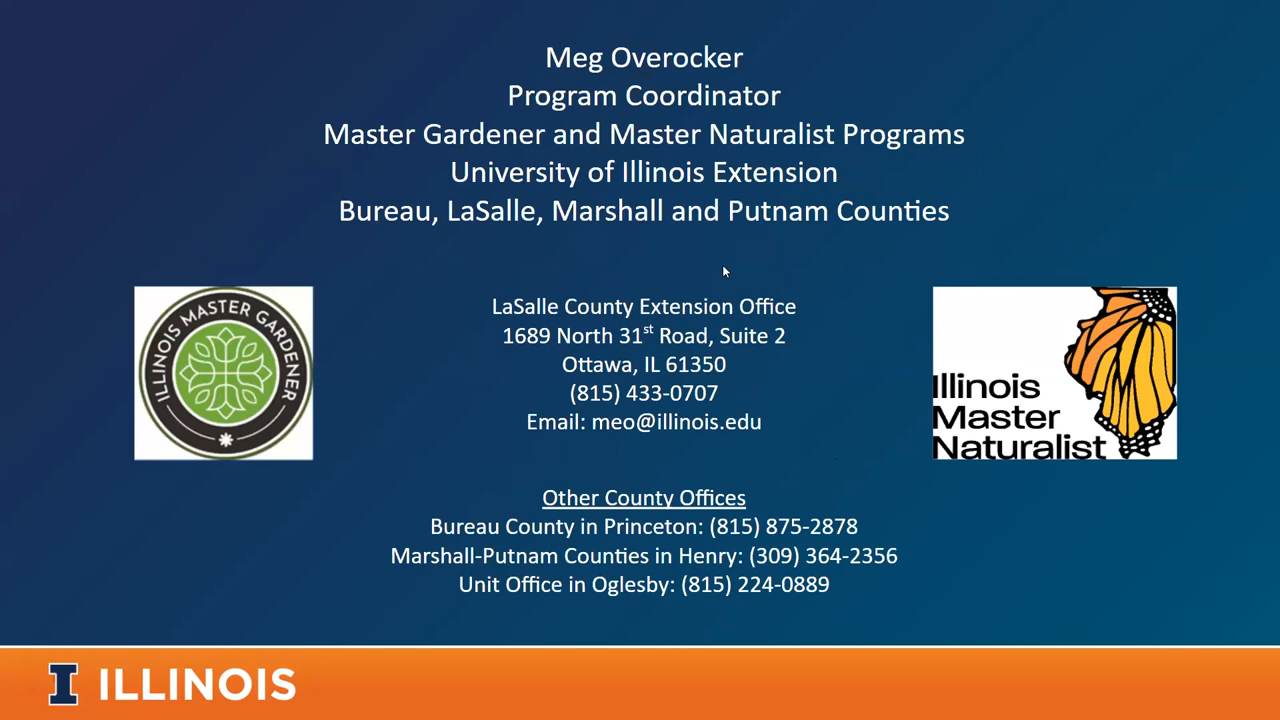 Meg Overocker
Program Coordinator
Master Gardener and Master Naturalist Programs
University of Illinois Extension
Bureau, LaSalle, Marshall and Putnam Counties
ILLINOIS MASTER GARDENER
LaSalle County Extension Office
1689 North 31st Road, Suite 2
Ottawa, IL 61350
(815) 433-0707
Email: meo@illinois.edu
Illinois
Master
Naturalist
Other County Offices
Bureau County in Princeton: (815) 875-2878
Marshall-Putnam Counties in Henry: (309) 364-2356
Unit Office in Oglesby: (815) 224-0889
I ILLINOIS